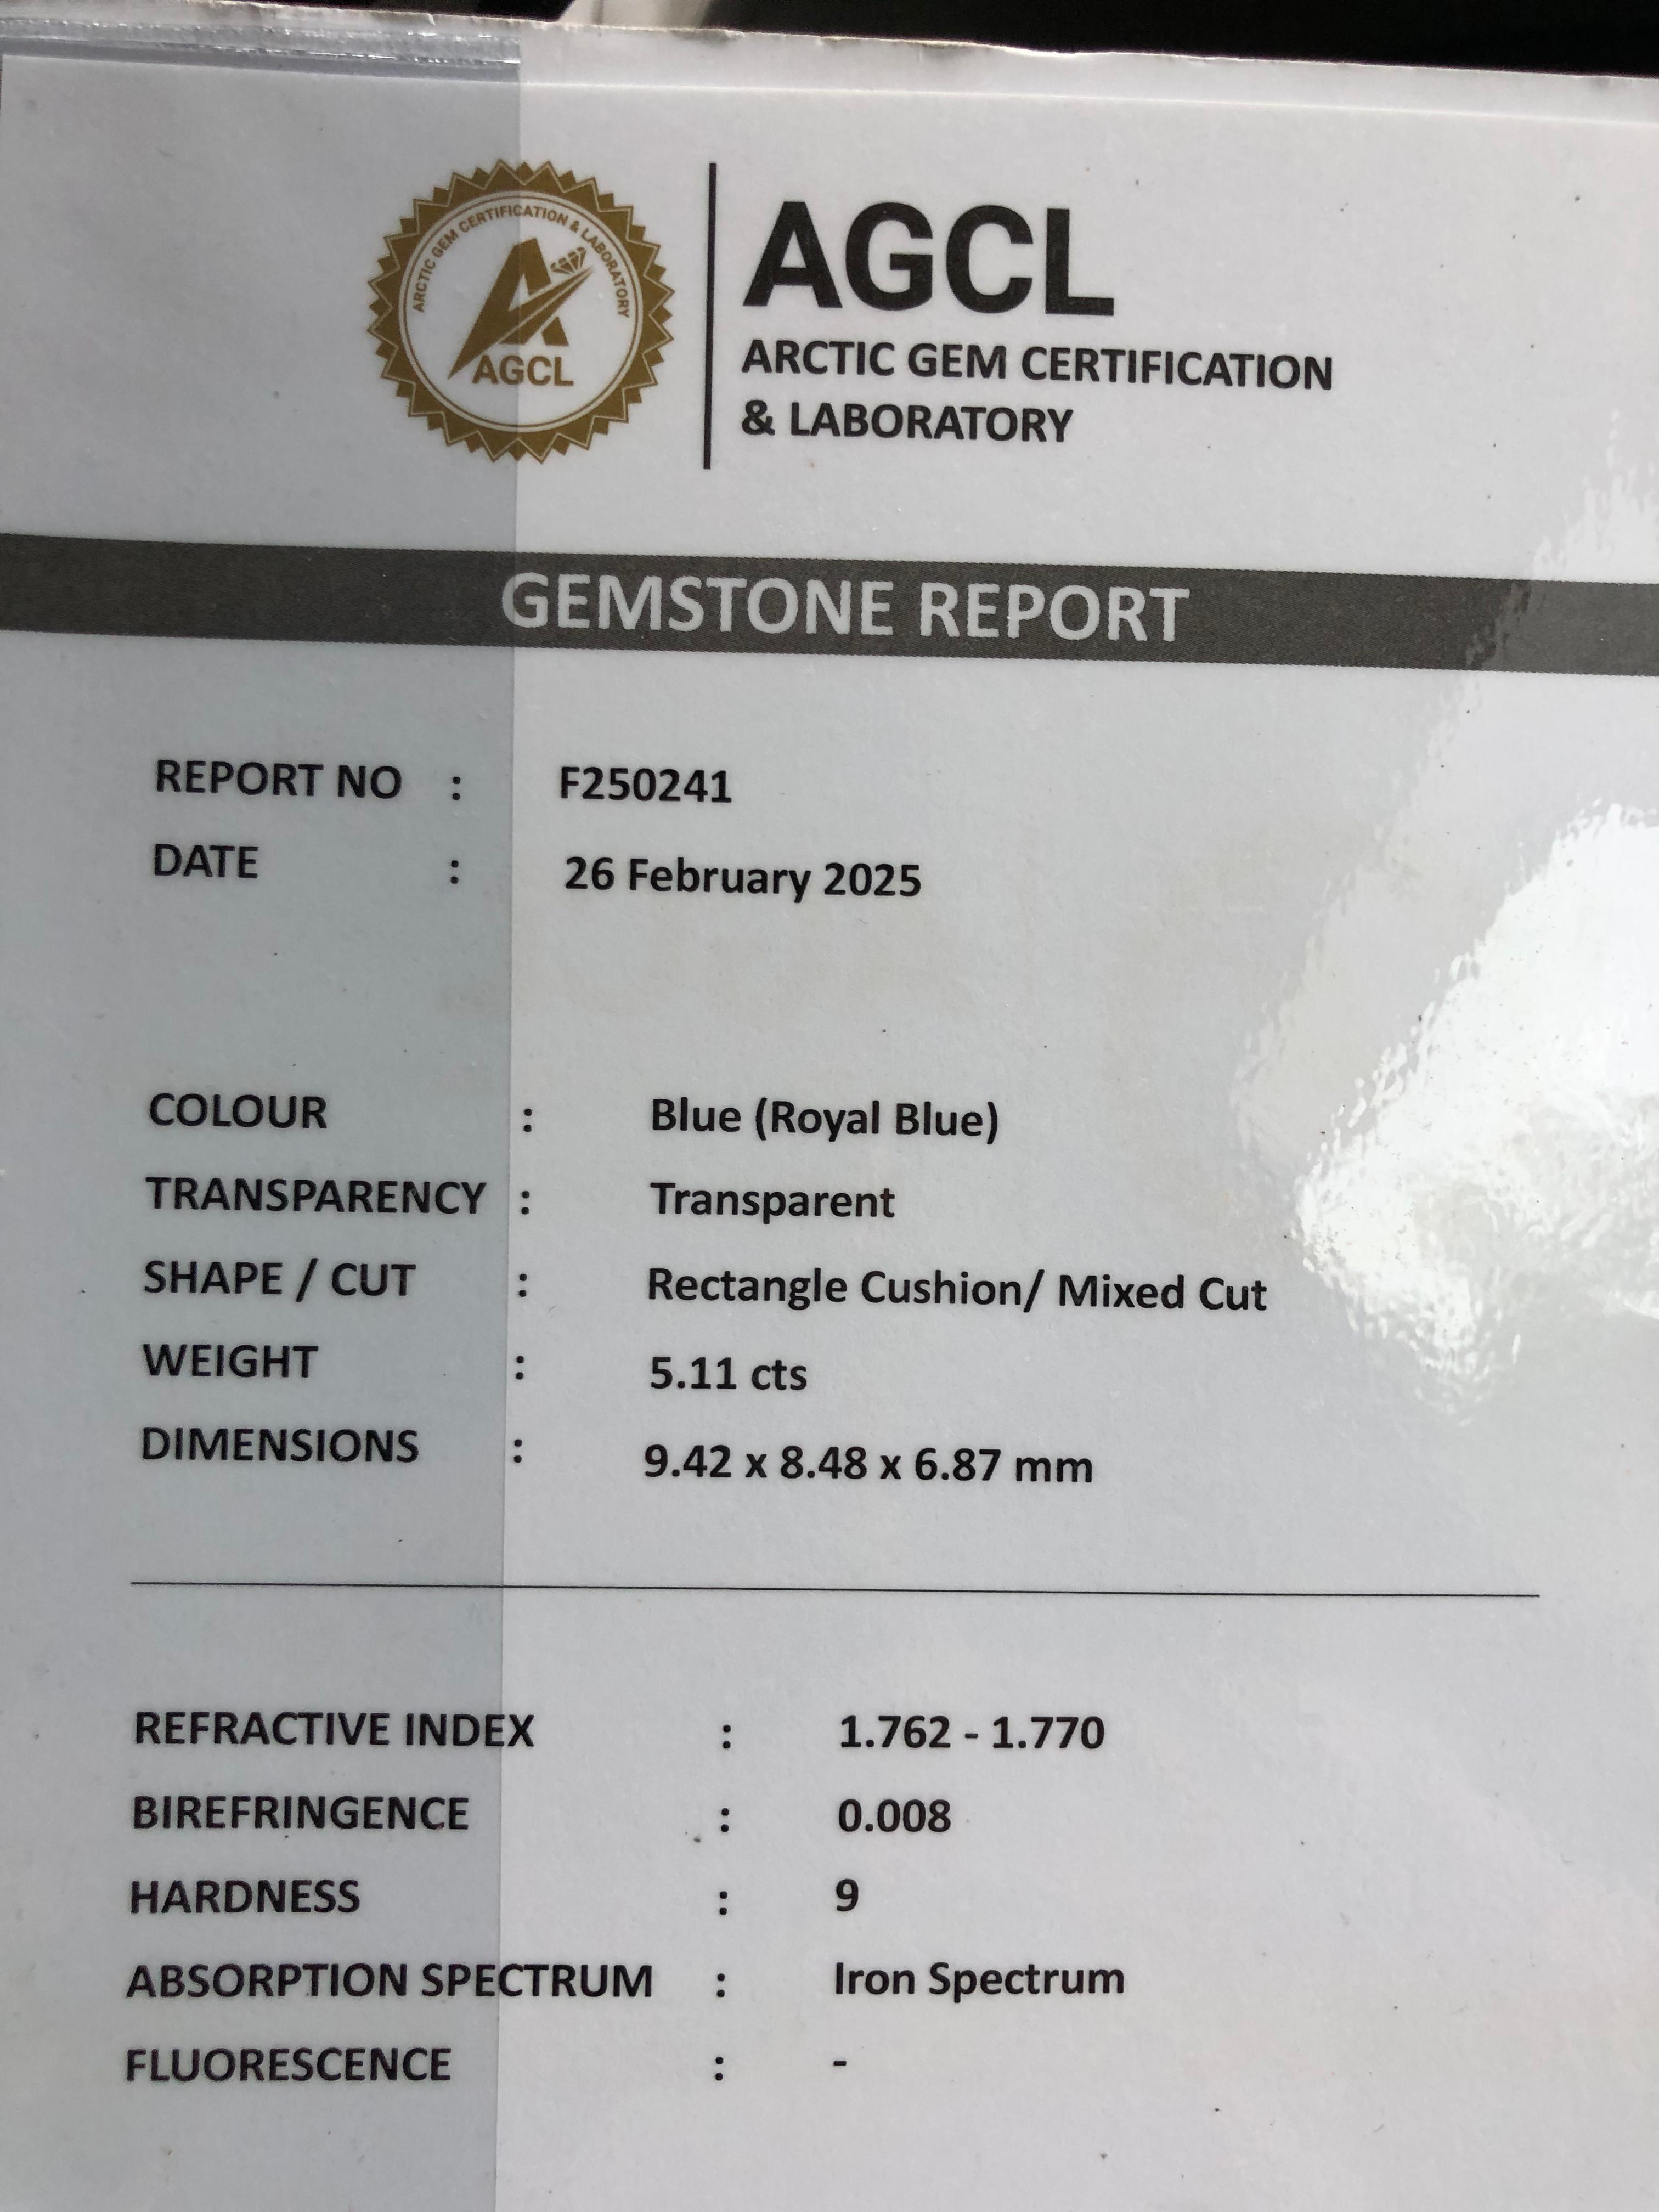 ARCTIC GEM CERTIFICATION & LABORATORY
AGCL
AGCL
ARCTIC GEM CERTIFICATION
& LABORATORY
GEMSTONE REPORT
REPORT NO : F250241
DATE : 26 February 2025
COLOUR : Blue (Royal Blue)
TRANSPARENCY : Transparent
SHAPE / CUT : Rectangle Cushion/ Mixed Cut
WEIGHT : 5.11 cts
DIMENSIONS : 9.42 x 8.48 x 6.87 mm
REFRACTIVE INDEX : 1.762 - 1.770
BIREFRINGENCE : 0.008
HARDNESS : 9
ABSORPTION SPECTRUM : Iron Spectrum
FLUORESCENCE : -